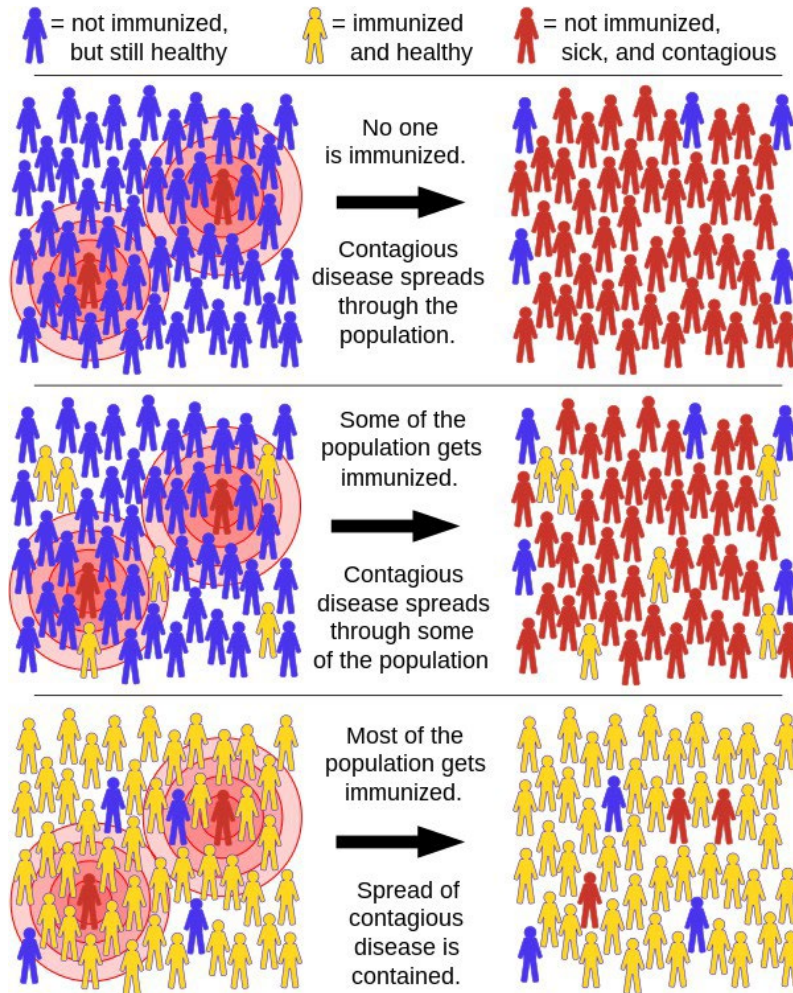 = not immunized,
but still healthy
= immunized
and healthy
= not immunized,
sick, and contagious
No one
is immunized.
Contagious
disease spreads
through the
population.
Some of the
population gets
immunized.
Contagious
disease spreads
through some
of the population
Most of the
population gets
immunized.
Spread of
contagious
disease is
contained.